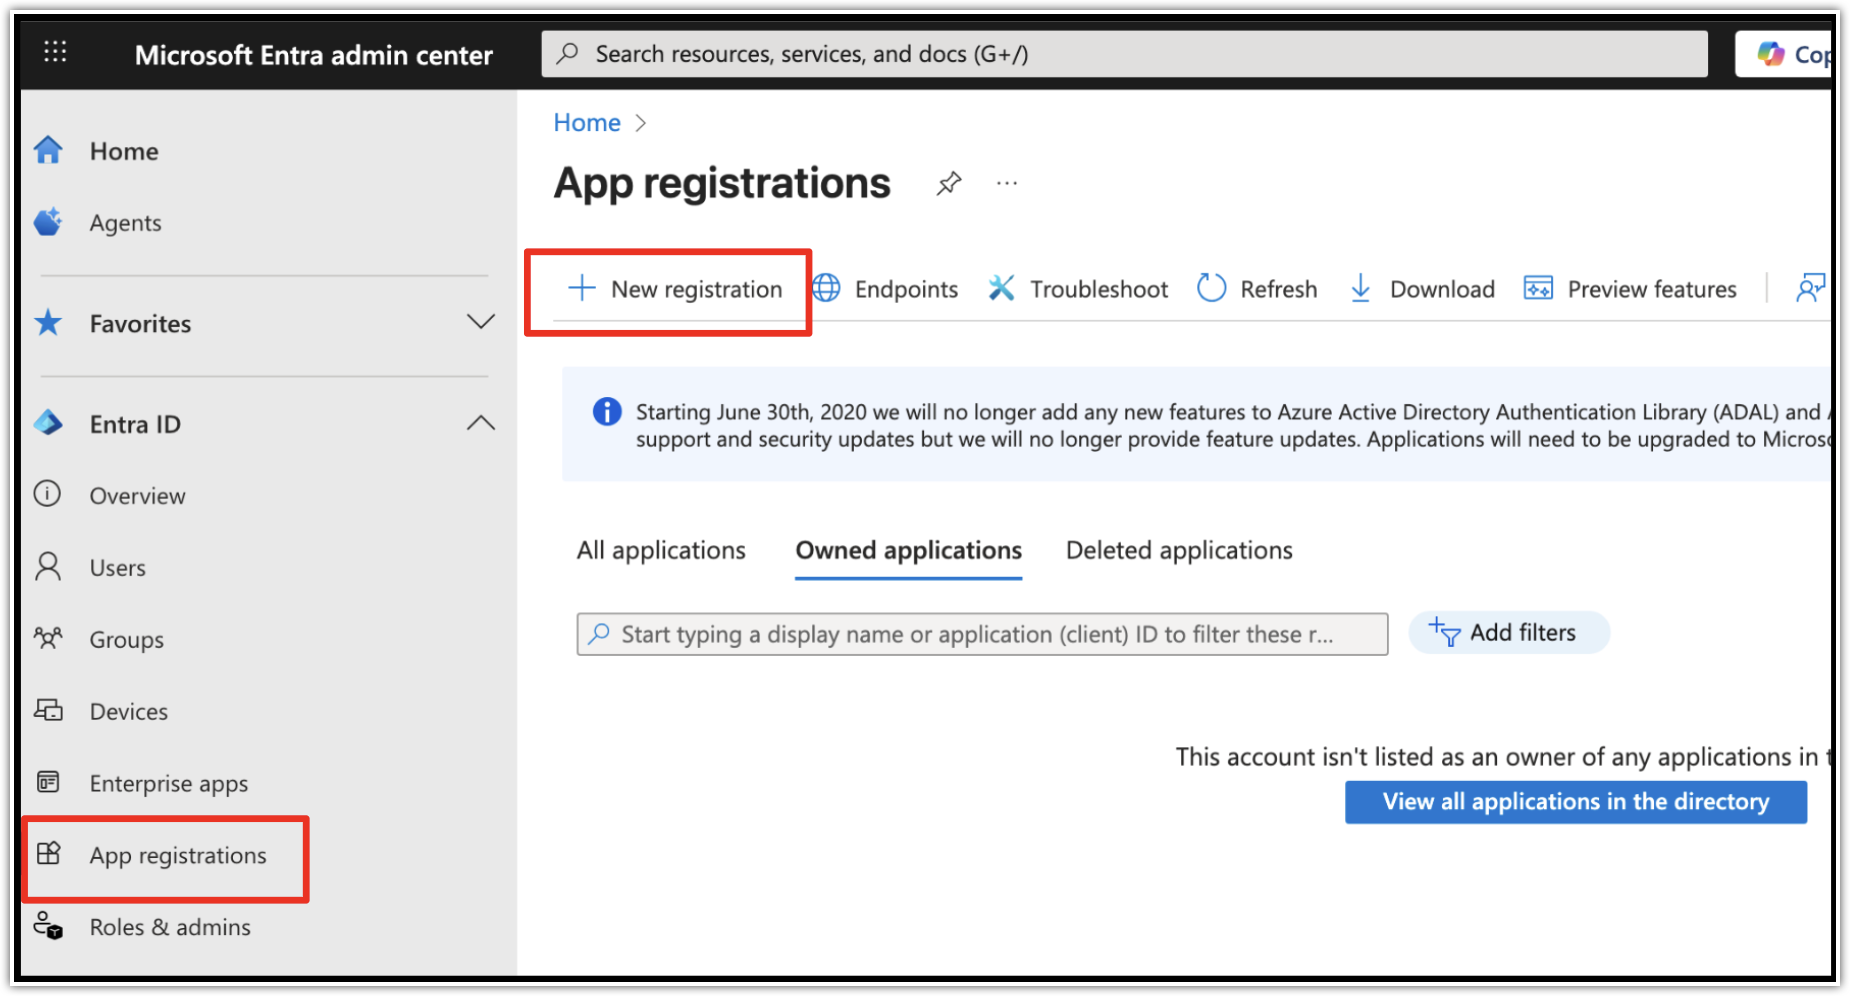 Microsoft Entra admin center
Search resources, services, and docs (G+/)
Home
Agents
Favorites
Entra ID
Overview
Users
Groups
Devices
Enterprise apps
App registrations
Roles & admins
Home
App registrations
New registration
Endpoints
Troubleshoot
Refresh
Download
Preview features
Starting June 30th, 2020 we will no longer add any new features to Azure Active Directory Authentication Library (ADAL) and
support and security updates but we will no longer provide feature updates. Applications will need to be upgraded to
All applications
Owned applications
Deleted applications
Start typing a display name or application (client) ID to filter these r...
Add filters
This account isn't listed as an owner of any applications in
View all applications in the directory